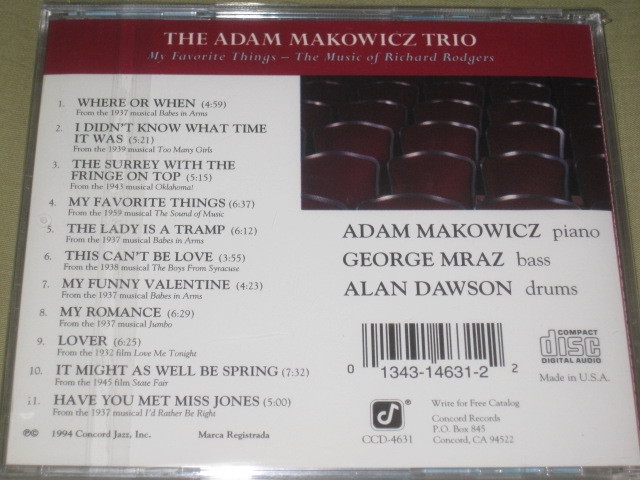 THE ADAM MAKOWICZ TRIO
My Favorite Things – The Music of Richard Rodgers
1. WHERE OR WHEN (4:59)
From the 1937 musical Babes in Arms
2. I DIDN'T KNOW WHAT TIME
IT WAS (5:21)
From the 1939 musical Too Many Girls
3. THE SURREY WITH THE
FRINGE ON TOP (5:15)
From the 1943 musical Oklahoma!
4. MY FAVORITE THINGS (6:37)
From the 1959 musical The Sound of Music
5. THE LADY IS A TRAMP (6:12)
From the 1937 musical Babes in Arms
6. THIS CAN'T BE LOVE (3:55)
From the 1938 musical The Boys From Syracuse
7. MY FUNNY VALENTINE (4:23)
From the 1937 musical Babes in Arms
8. MY ROMANCE (6:29)
From the 1937 musical Jumbo
9. LOVER (6:25)
From the 1932 film Love Me Tonight
10. IT MIGHT AS WELL BE SPRING (7:32)
From the 1945 film State Fair
11. HAVE YOU MET MISS JONES (5:00)
From the 1937 musical I'd Rather Be Right
℗© 1994 Concord Jazz, Inc. Marca Registrada
ADAM MAKOWICZ piano
GEORGE MRAZ bass
ALAN DAWSON drums
0 1343-14631-2 2
COMPACT
disc
DIGITAL AUDIO
Made in U.S.A.
CCD-4631
Write for Free Catalog
Concord Records
P.O. Box 845
Concord, CA 94522